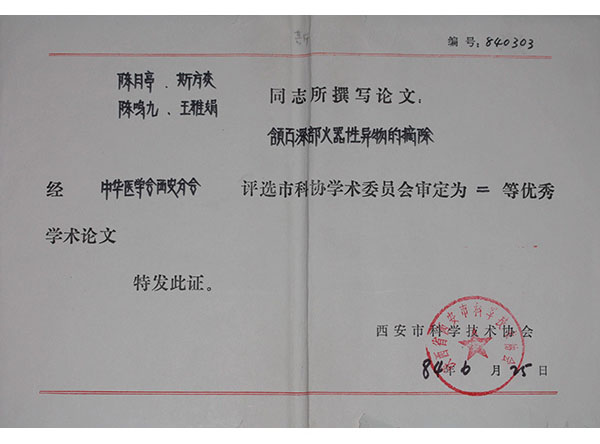 编号：840303
陈月亭、斯方爽
陈鸣九、王雅娟 同志所撰写论文：
颌面深部火器性异物的摘除
经 中华医学会西安分会 评选市科协学术委员会审定为 二 等优秀
学术论文
特发此证。
西安市科学技术协会
84年6月25日